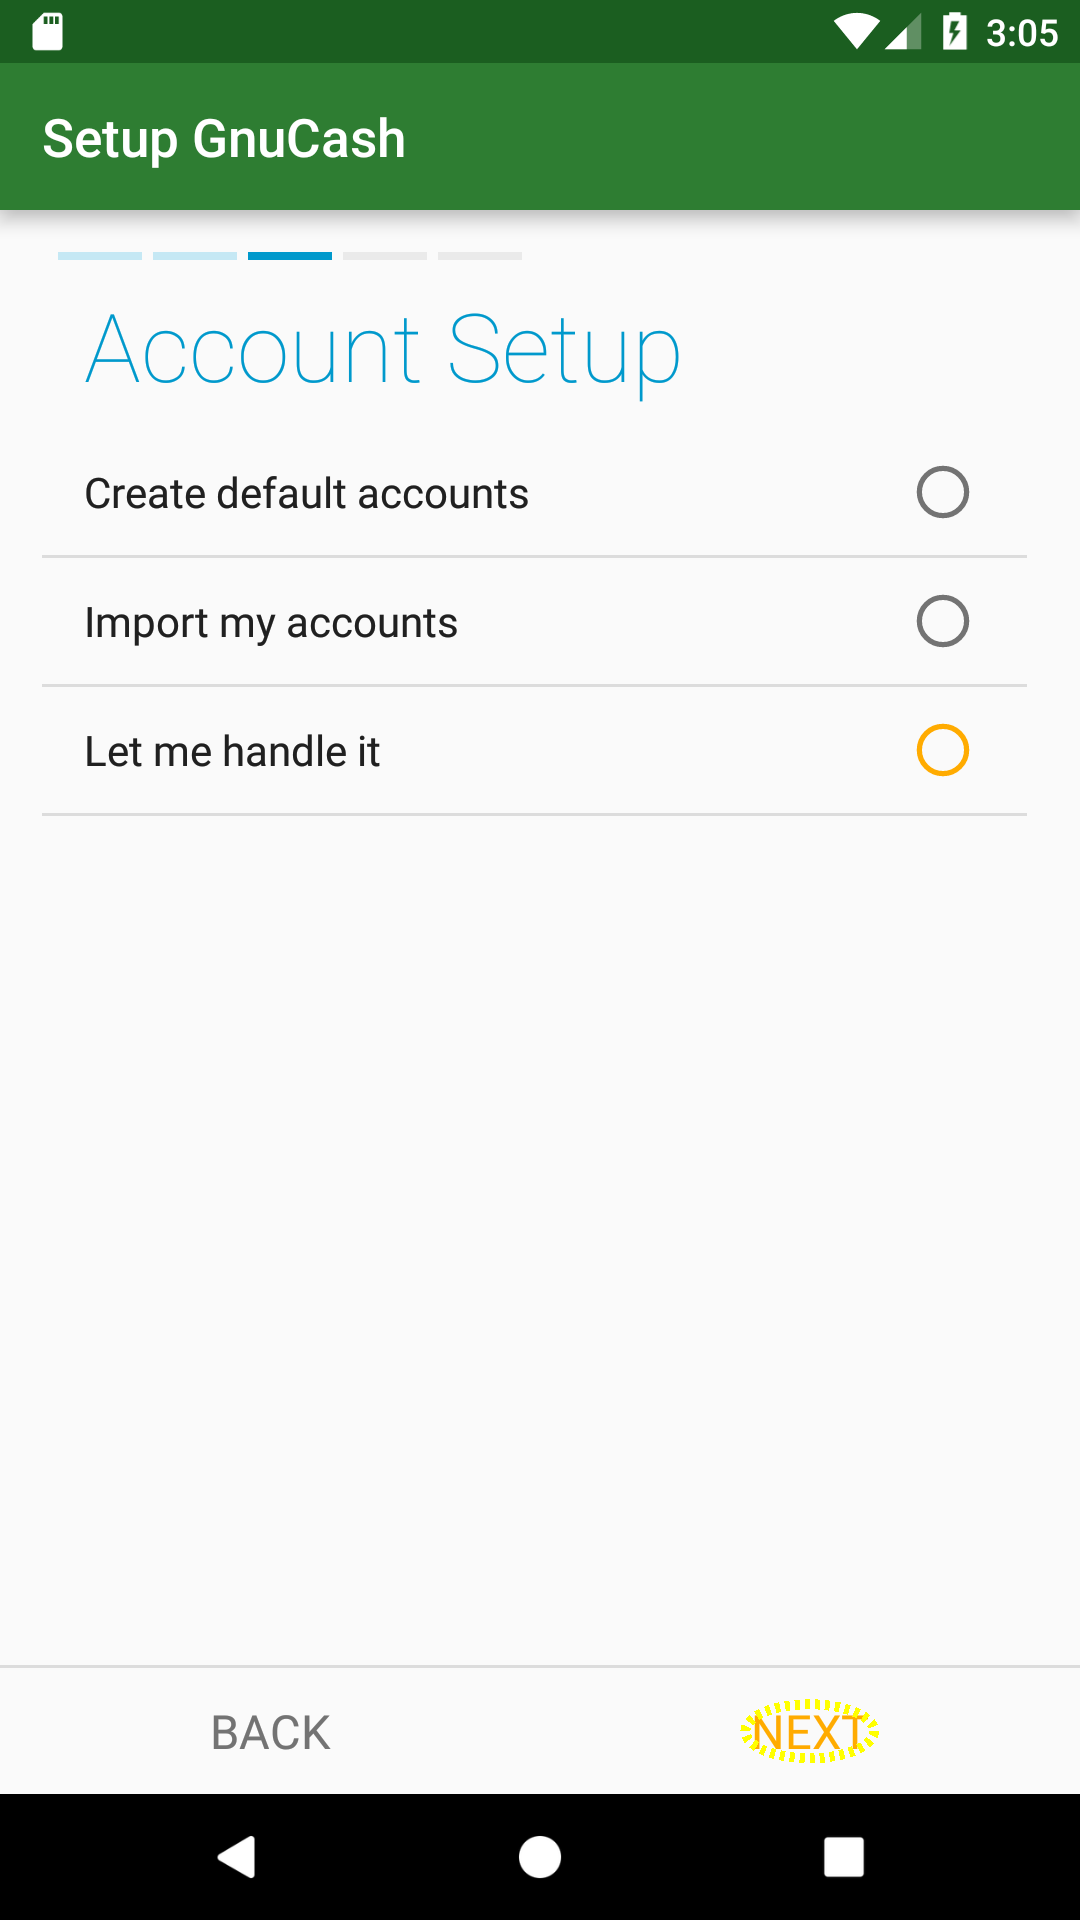 3:05
Setup GnuCash
Account Setup
Create default accounts
Import my accounts
Let me handle it
BACK
NEXT